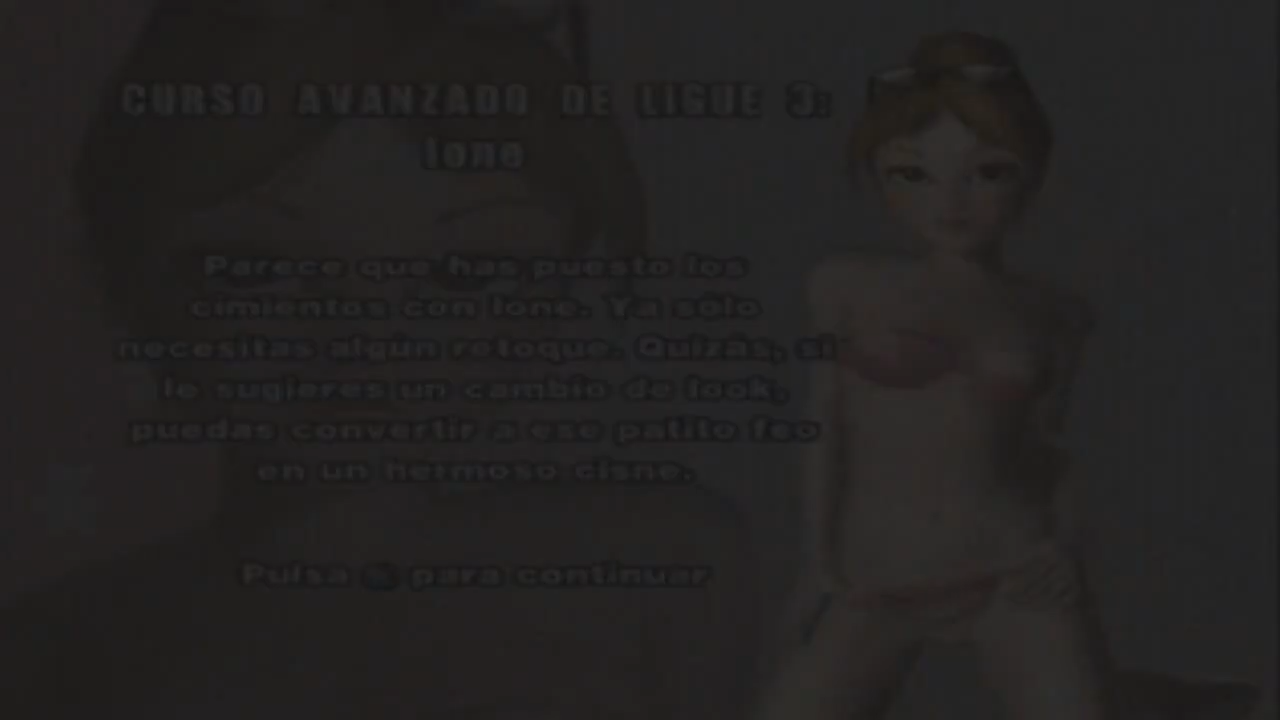 CURSO AVANZADO DE LIGUE 3:
Ione
Parece que has puesto los
cimientos con Ione. Ya sólo
necesitas algún retoque. Quizás, si
le sugieres un cambio de look,
puedas convertir a ese patito feo
en un hermoso cisne.
Pulsa para continuar